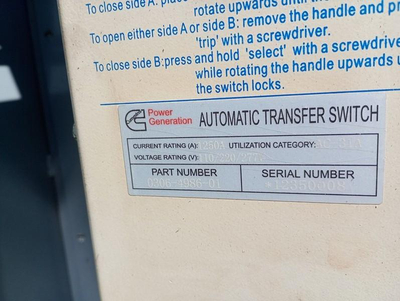 To close side A: place
rotate upwards until the
To open either side A or side B: remove the handle and pr
'trip' with a screwdriver.
To close side B:press and hold 'select' with a screwdriver
while rotating the handle upwards u
the switch locks.
Power
Generation
AUTOMATIC TRANSFER SWITCH
CURRENT RATING (A): UTILIZATION CATEGORY:
VOLTAGE RATING (V):
PART NUMBER SERIAL NUMBER